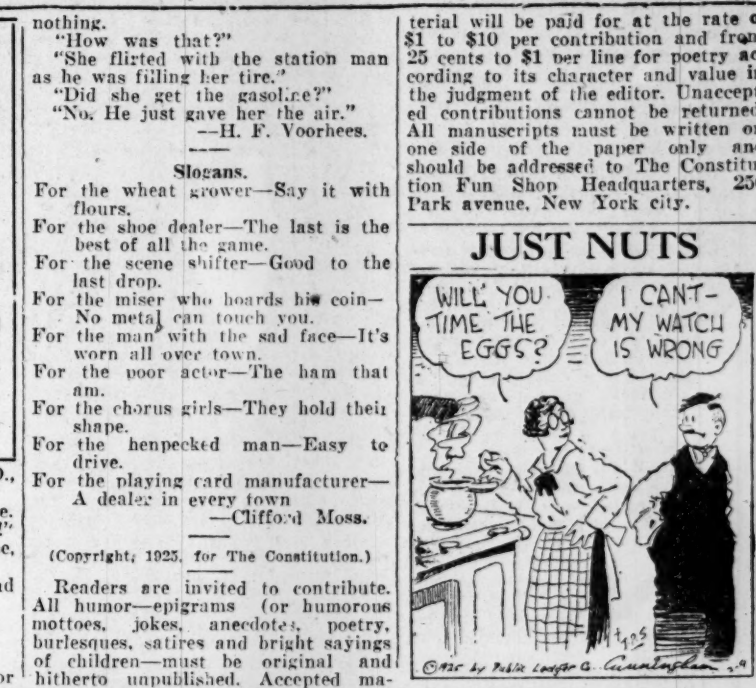 nothing.
"How was that?"
"She flirted with the station man
as he was filling her tire."
"Did she get the gasoline?"
"No. He just gave her the air."
—H. F. Voorhees.
Slogans.
For the wheat grower—Say it with
flours.
For the shoe dealer—The last is the
best of all the game.
For the scene shifter—Good to the
last drop.
For the miser who hoards his coin—
No metal can touch you.
For the man with the sad face—It's
worn all over town.
For the poor actor—The ham that
am.
For the chorus girls—They hold their
shape.
For the henpecked man—Easy to
drive.
For the playing card manufacturer—
A dealer in every town
—Clifford Moss.
(Copyright, 1925, for The Constitution.)
Readers are invited to contribute.
All humor—epigrams (or humorous
mottoes, jokes, anecdotes, poetry,
burlesques, satires and bright sayings
of children—must be original and
hitherto unpublished. Accepted ma-
terial will be paid for at the rate
$1 to $10 per contribution and from
25 cents to $1 per line for poetry ac
cording to its character and value in
the judgment of the editor. Unaccept
ed contributions cannot be returned
All manuscripts must be written on
one side of the paper only and
should be addressed to The Constitu
tion Fun Shop Headquarters, 25
Park avenue, New York city.
JUST NUTS
WILL YOU
TIME THE
EGGS?
I CANT-
MY WATCH
IS WRONG
©1925 by Public Ledger Co. Cunningham